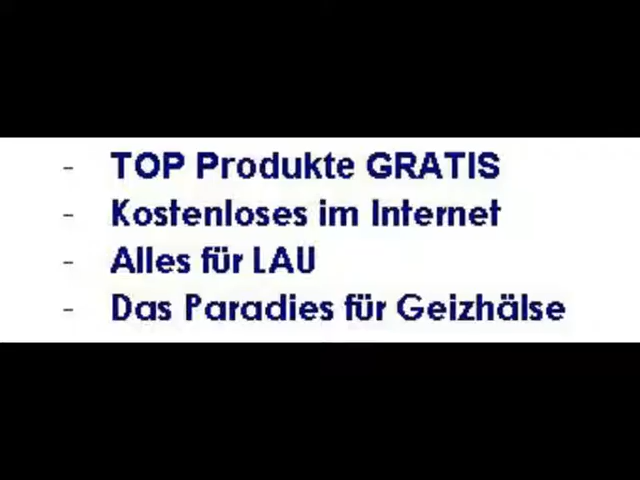 - TOP Produkte GRATIS
- Kostenloses im Internet
- Alles für LAU
- Das Paradies für Geizhälse